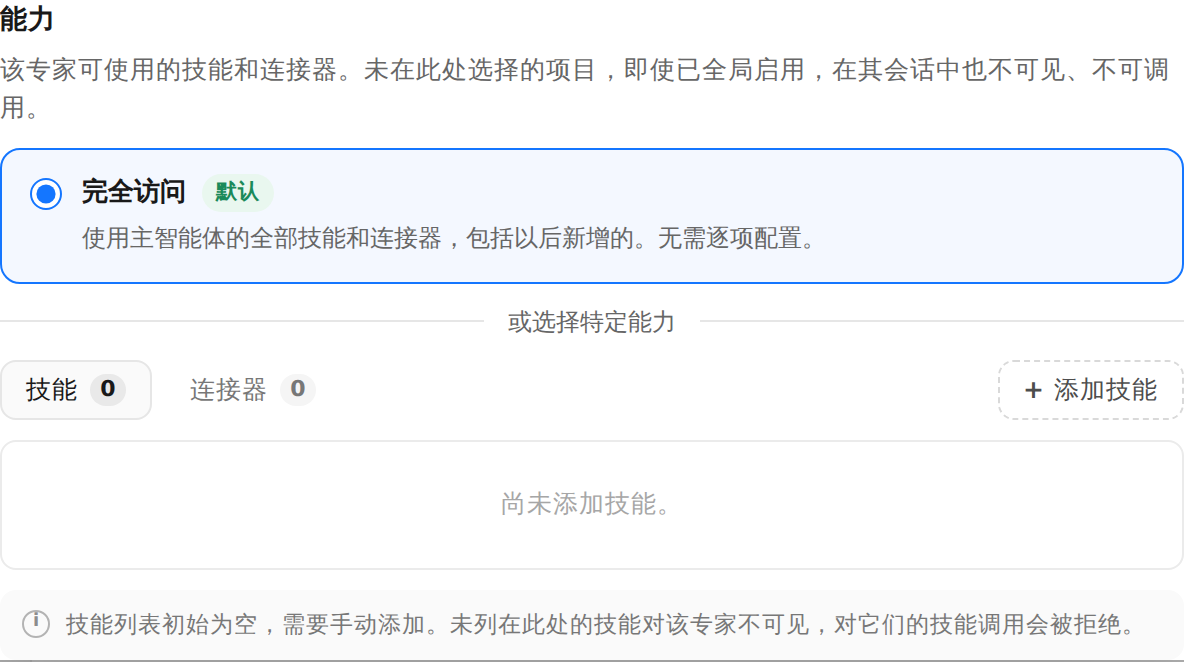 能力
该专家可使用的技能和连接器。未在此处选择的项目，即使已全局启用，在其会话中也不可见、不可调
用。
完全访问 默认
使用主智能体的全部技能和连接器，包括以后新增的。无需逐项配置。
或选择特定能力
技能 0 连接器 0 + 添加技能
尚未添加技能。
技能列表初始为空，需要手动添加。未列在此处的技能对该专家不可见，对它们的技能调用会被拒绝。